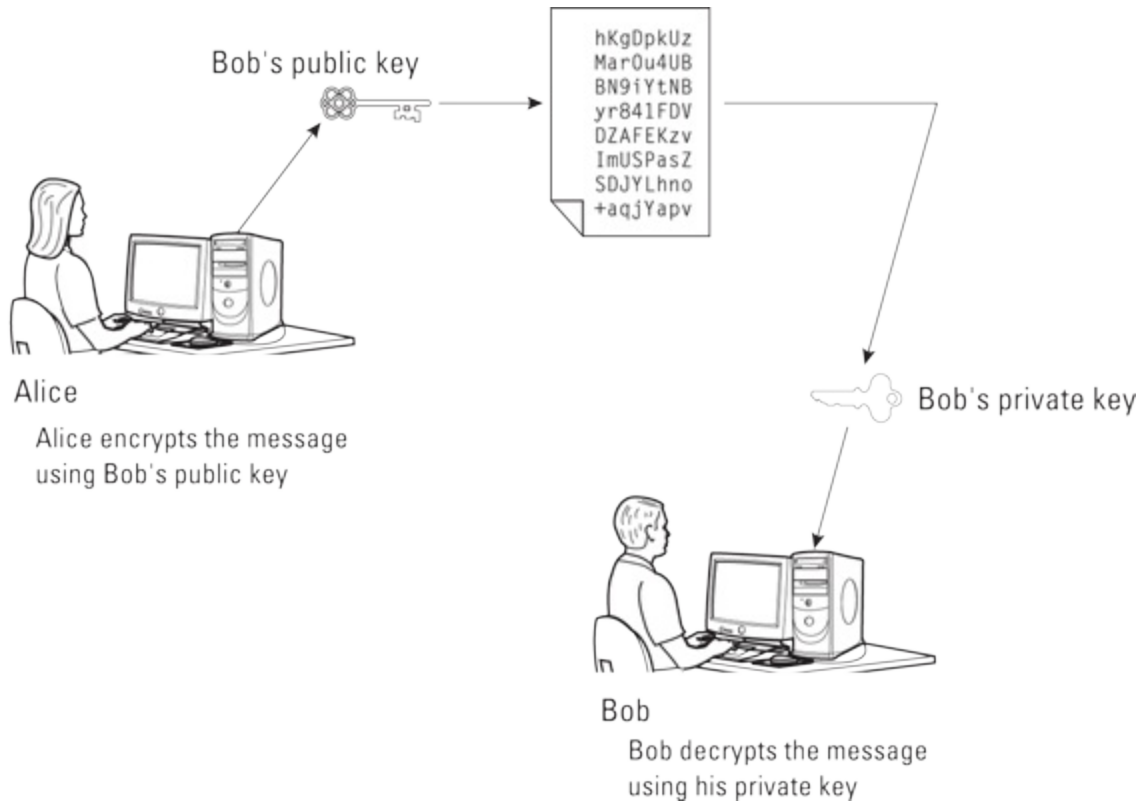 Bob's public key
hKgDpkUz
MarOu4UB
BN9iYtNB
yr841FDV
DZAFEKzv
ImUSPasZ
SDJYLhno
+aqjYapv
Alice
Alice encrypts the message
using Bob's public key
Bob's private key
Bob
Bob decrypts the message
using his private key